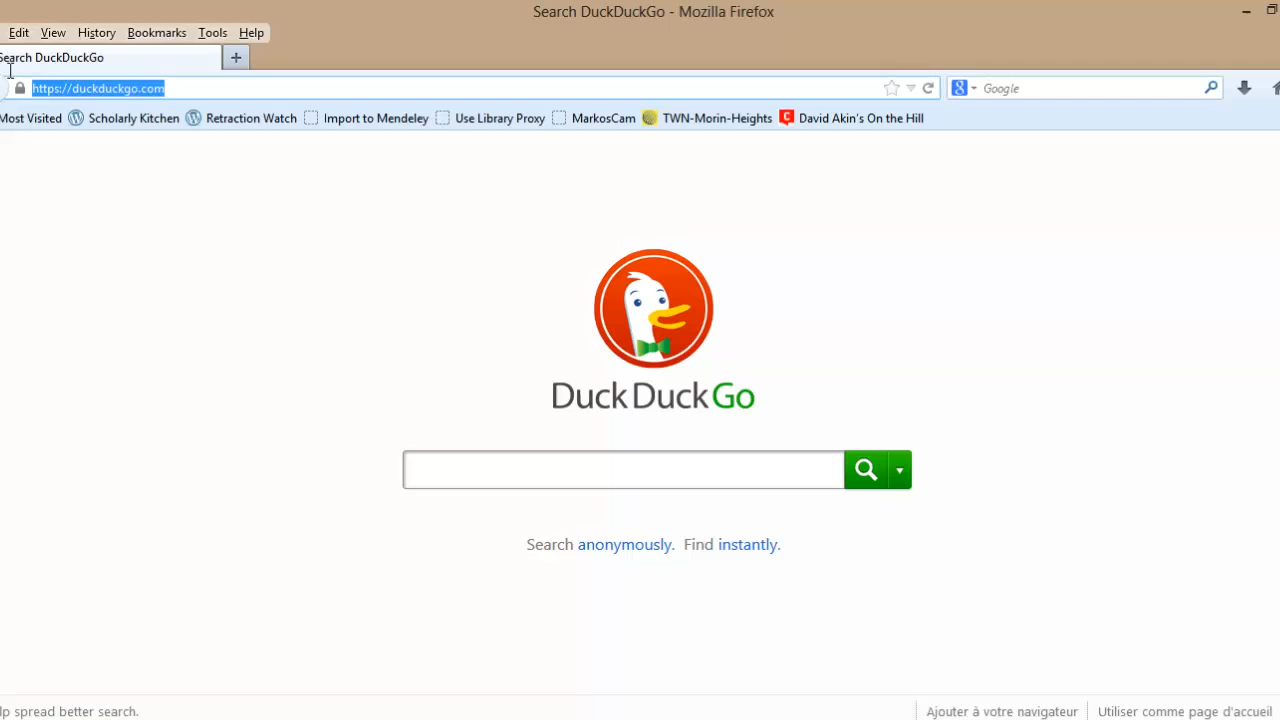 Search DuckDuckGo - Mozilla Firefox
Edit View History Bookmarks Tools Help
Search DuckDuckGo +
https://duckduckgo.com Google
Most Visited Scholarly Kitchen Retraction Watch Import to Mendeley Use Library Proxy MarkosCam TWN-Morin-Heights David Akin's On the Hill
DuckDuckGo
Search anonymously. Find instantly.
lp spread better search. Ajouter à votre navigateur Utiliser comme page d'accueil